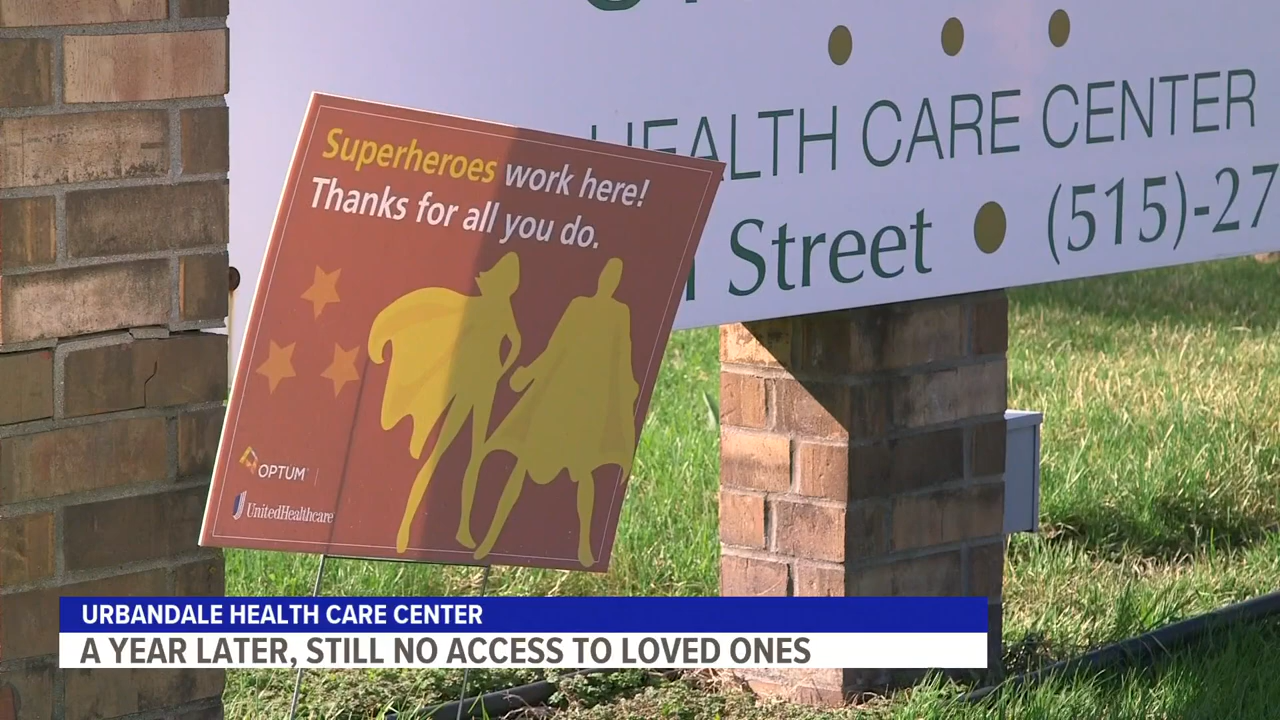 HEALTH CARE CENTER
Street • (515)-27
Superheroes work here!
Thanks for all you do.
OPTUM
UnitedHealthcare
URBANDALE HEALTH CARE CENTER
A YEAR LATER, STILL NO ACCESS TO LOVED ONES